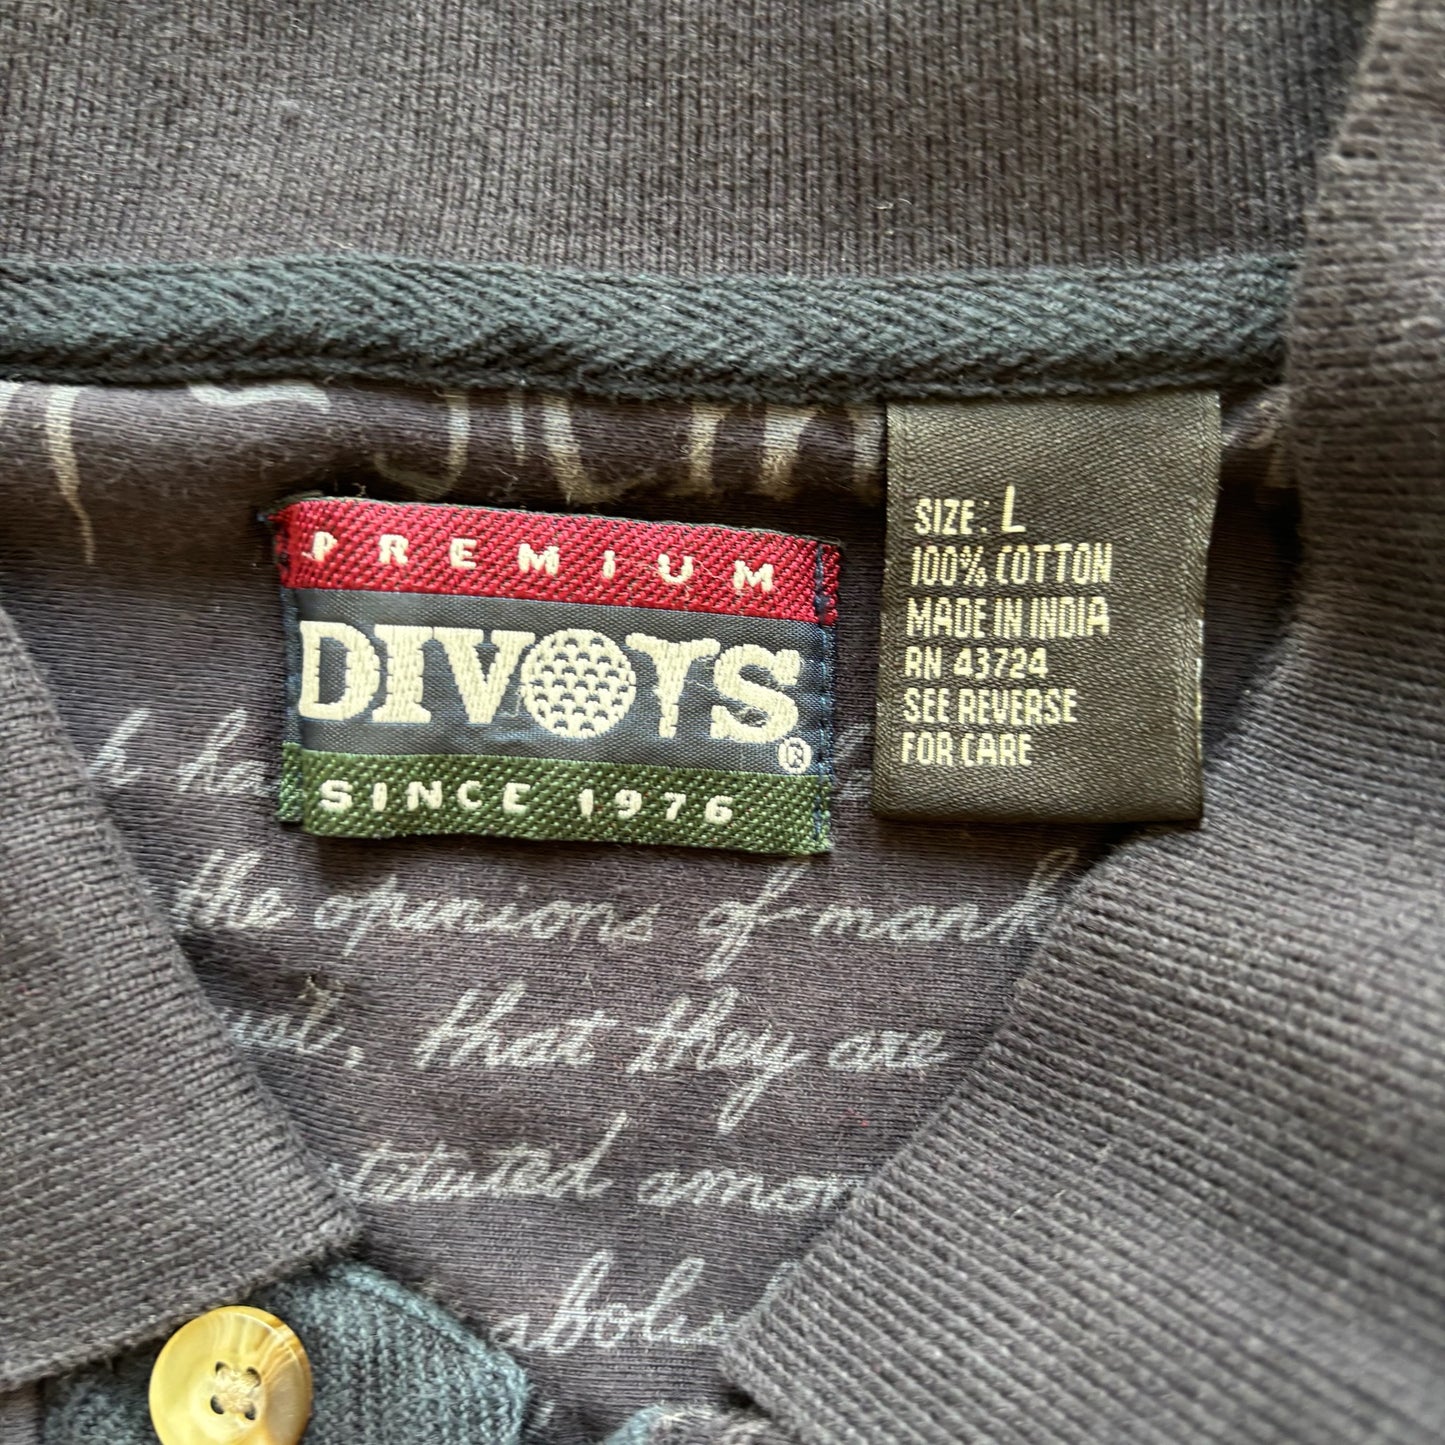 PREMIUM
DIVOTS®
SINCE 1976
SIZE: L
100% COTTON
MADE IN INDIA
RN 43724
SEE REVERSE
FOR CARE
the opinions of
that they are